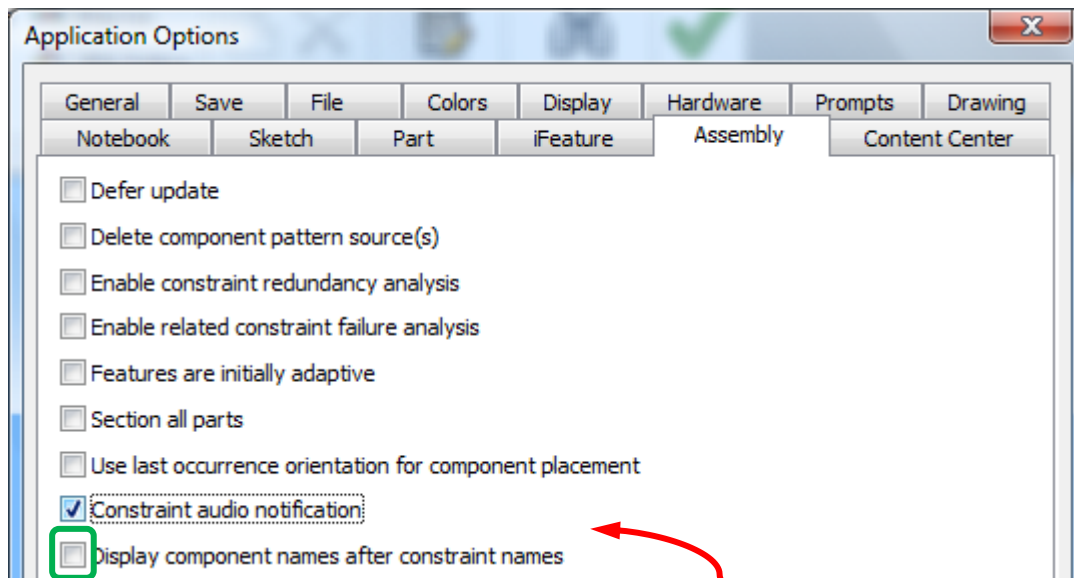 Application Options
General Save File Colors Display Hardware Prompts Drawing
Notebook Sketch Part iFeature Assembly Content Center
Defer update
Delete component pattern source(s)
Enable constraint redundancy analysis
Enable related constraint failure analysis
Features are initially adaptive
Section all parts
Use last occurrence orientation for component placement
Constraint audio notification
Display component names after constraint names